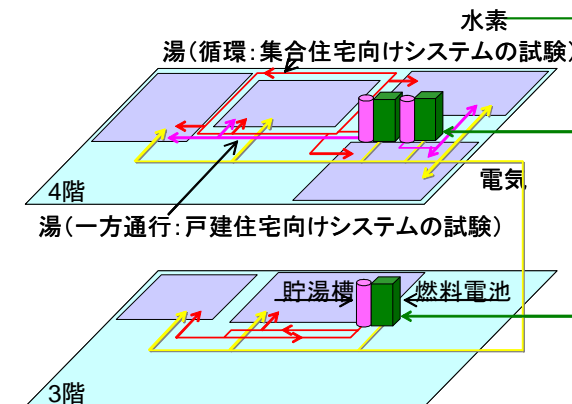 水素
湯（循環：集合住宅向けシステムの試験）
電気
4階
湯（一方通行：戸建住宅向けシステムの試験）
貯湯槽
燃料電池
3階